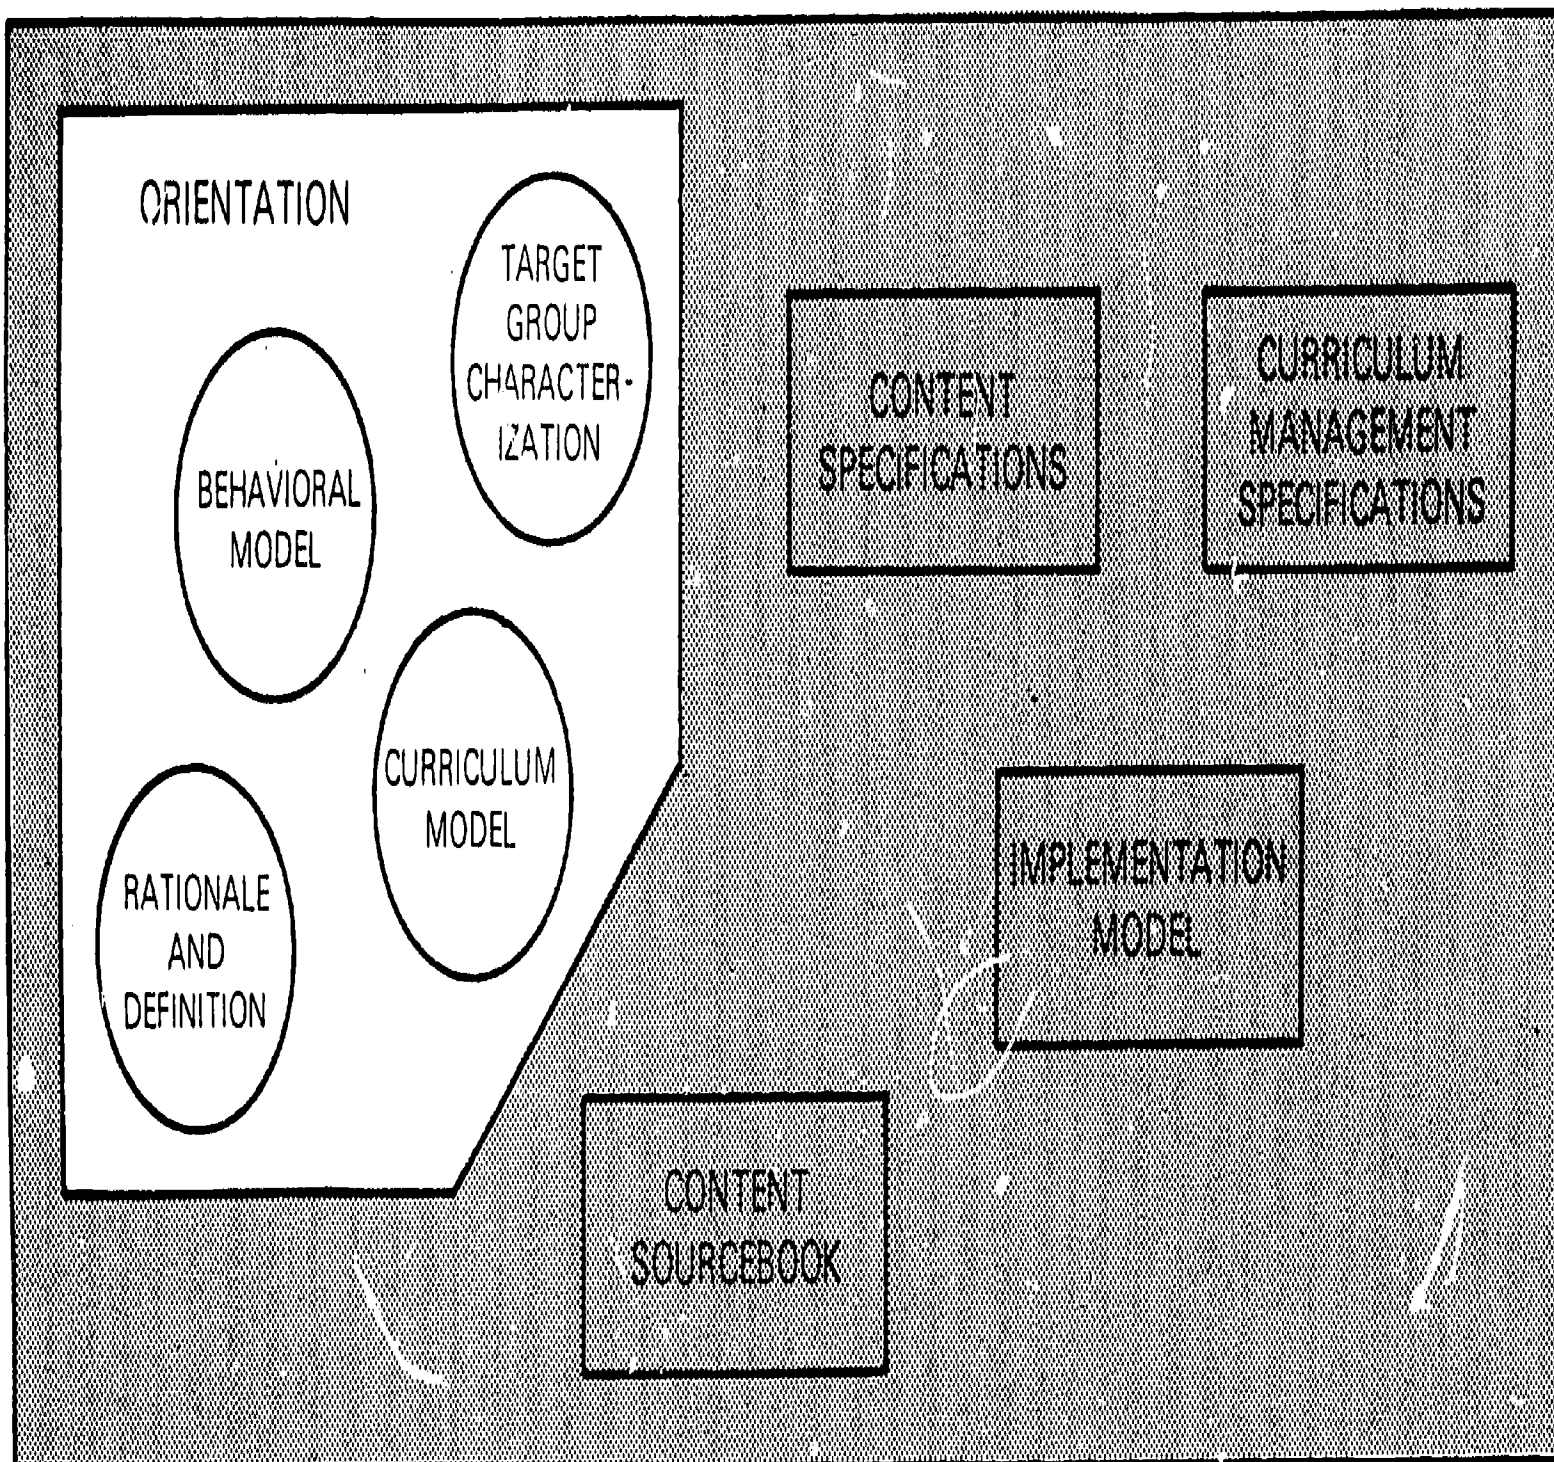 ORIENTATION
TARGET
GROUP
CHARACTER-
IZATION
BEHAVIORAL
MODEL
CURRICULUM
MODEL
RATIONALE
AND
DEFINITION
CONTENT
SPECIFICATIONS
CURRICULUM
MANAGEMENT
SPECIFICATIONS
IMPLEMENTATION
MODEL
CONTENT
SOURCEBOOK